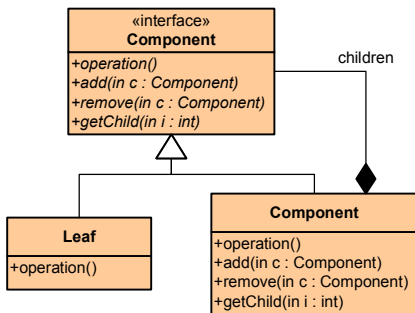 «interface»
Component
+operation()
+add(in c : Component)
+remove(in c : Component)
+getChild(in i : int)
children
Leaf
+operation()
Component
+operation()
+add(in c : Component)
+remove(in c : Component)
+getChild(in i : int)